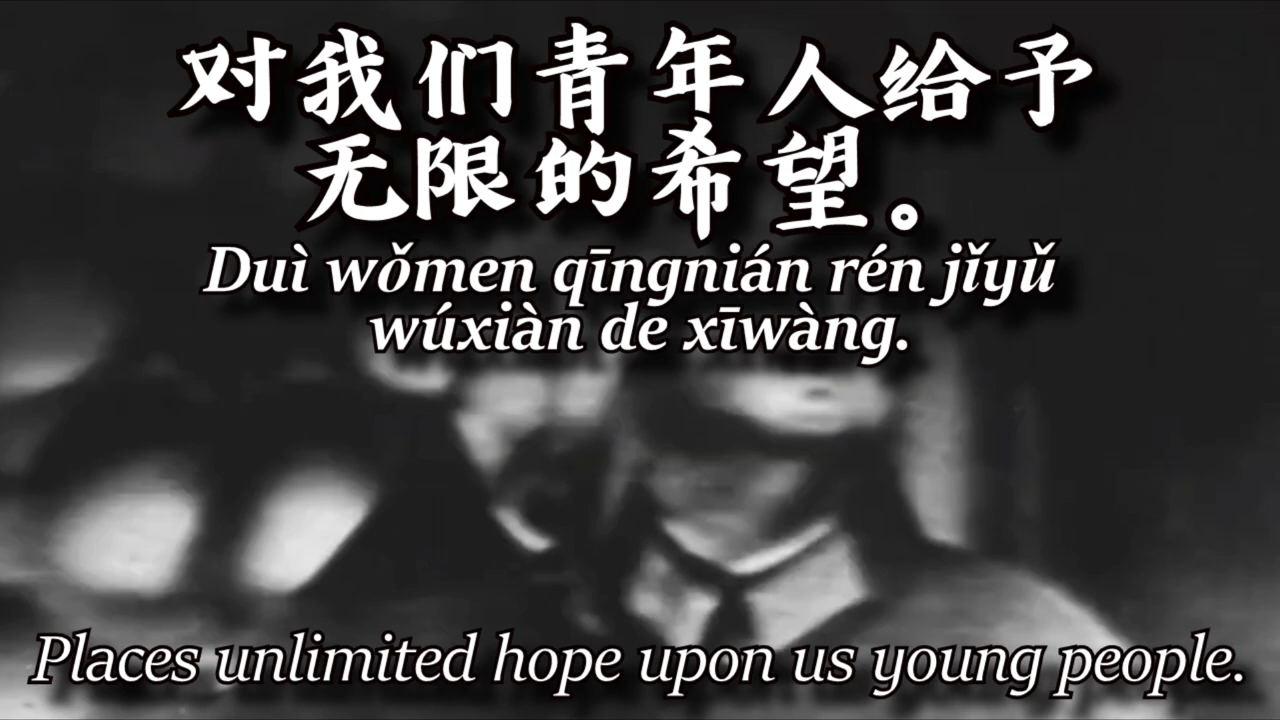 对我们青年人给予
无限的希望。
Duì wǒmen qīngnián rén jǐyǔ
wúxiàn de xīwàng.
Places unlimited hope upon us young people.